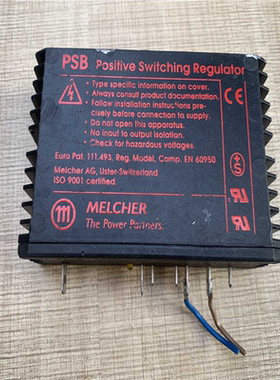 PSB Positive Switching Regulator
• Type specific information on cover.
• Always consult product documentation.
• Follow installation instructions pre-
cisely before connection to supply.
• Do not open this apparatus.
• No input to output isolation.
• Check for hazardous voltages.
CE
Euro Pat. 111.493. Reg. Model, Comp. EN 60950
Melcher AG, Uster-Switzerland
ISO 9001 certified.
+S
m MELCHER
The Power Partners.